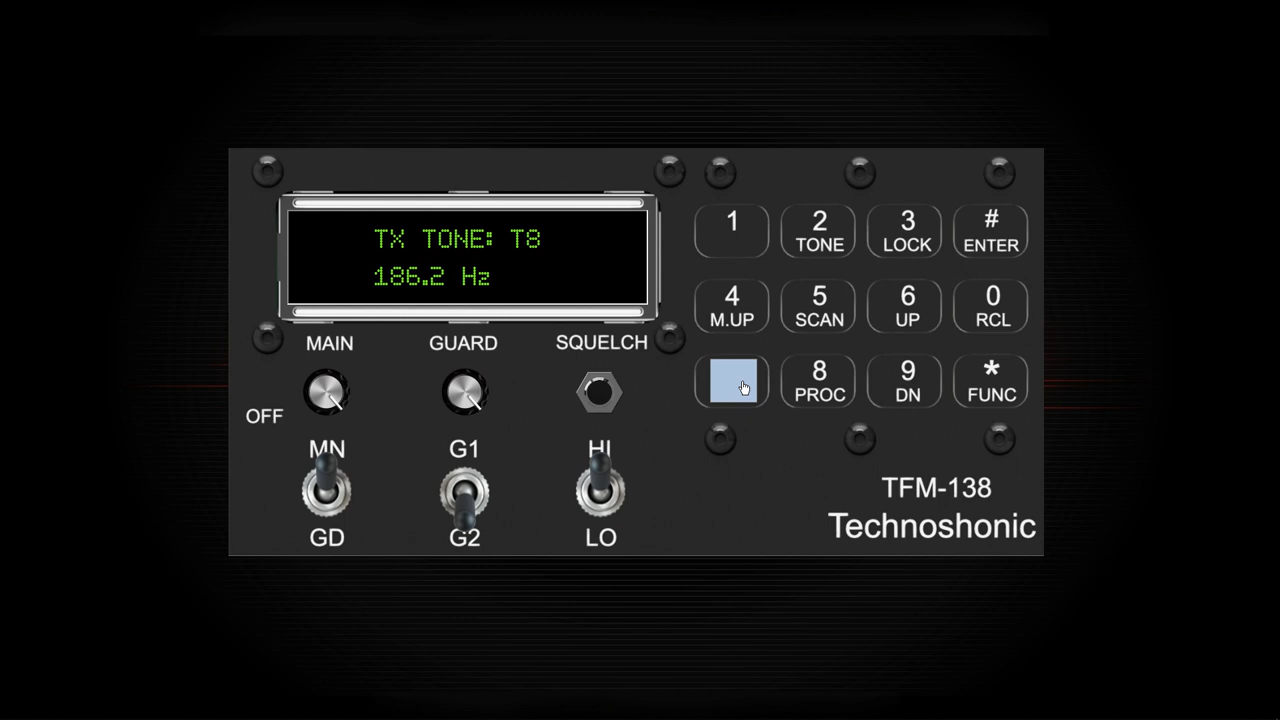 TX TONE: T8
186.2 Hz
MAIN
GUARD
SQUELCH
OFF
MN
G1
HI
GD
G2
LO
1
2
TONE
3
LOCK
#
ENTER
4
M.UP
5
SCAN
6
UP
0
RCL
8
PROC
9
DN
*
FUNC
TFM-138
Technoshonic